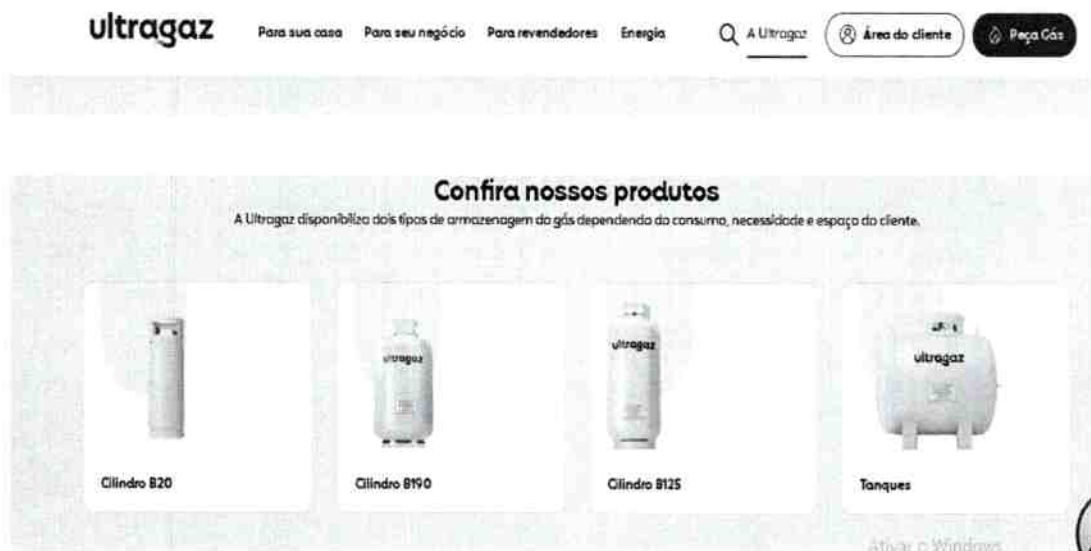 ultragaz Para sua casa Para seu negócio Para revendedores Energia A Ultragaz Área do cliente Peça Gás
Confira nossos produtos
A Ultragaz disponibiliza dois tipos de armazenagem do gás dependendo do consumo, necessidade e espaço do cliente.
ultragaz
ultragaz
ultragaz
Cilindro B20
Cilindro B190
Cilindro B125
Tanques
Ativar o Windows